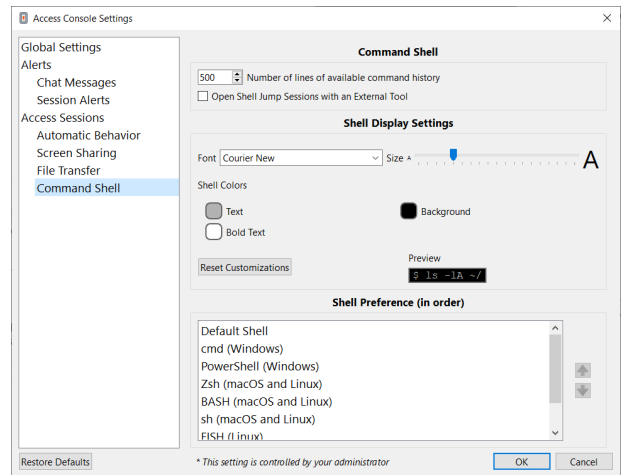 Access Console Settings
Global Settings
Alerts
Chat Messages
Session Alerts
Access Sessions
Automatic Behavior
Screen Sharing
File Transfer
Command Shell
Command Shell
500 Number of lines of available command history
Open Shell Jump Sessions with an External Tool
Shell Display Settings
Font Courier New Size A A
Shell Colors
Text Background
Bold Text
Reset Customizations
Preview
$ ls -lA ~/
Shell Preference (in order)
Default Shell
cmd (Windows)
PowerShell (Windows)
Zsh (macOS and Linux)
BASH (macOS and Linux)
sh (macOS and Linux)
FISH (Linux)
Restore Defaults * This setting is controlled by your administrator OK Cancel